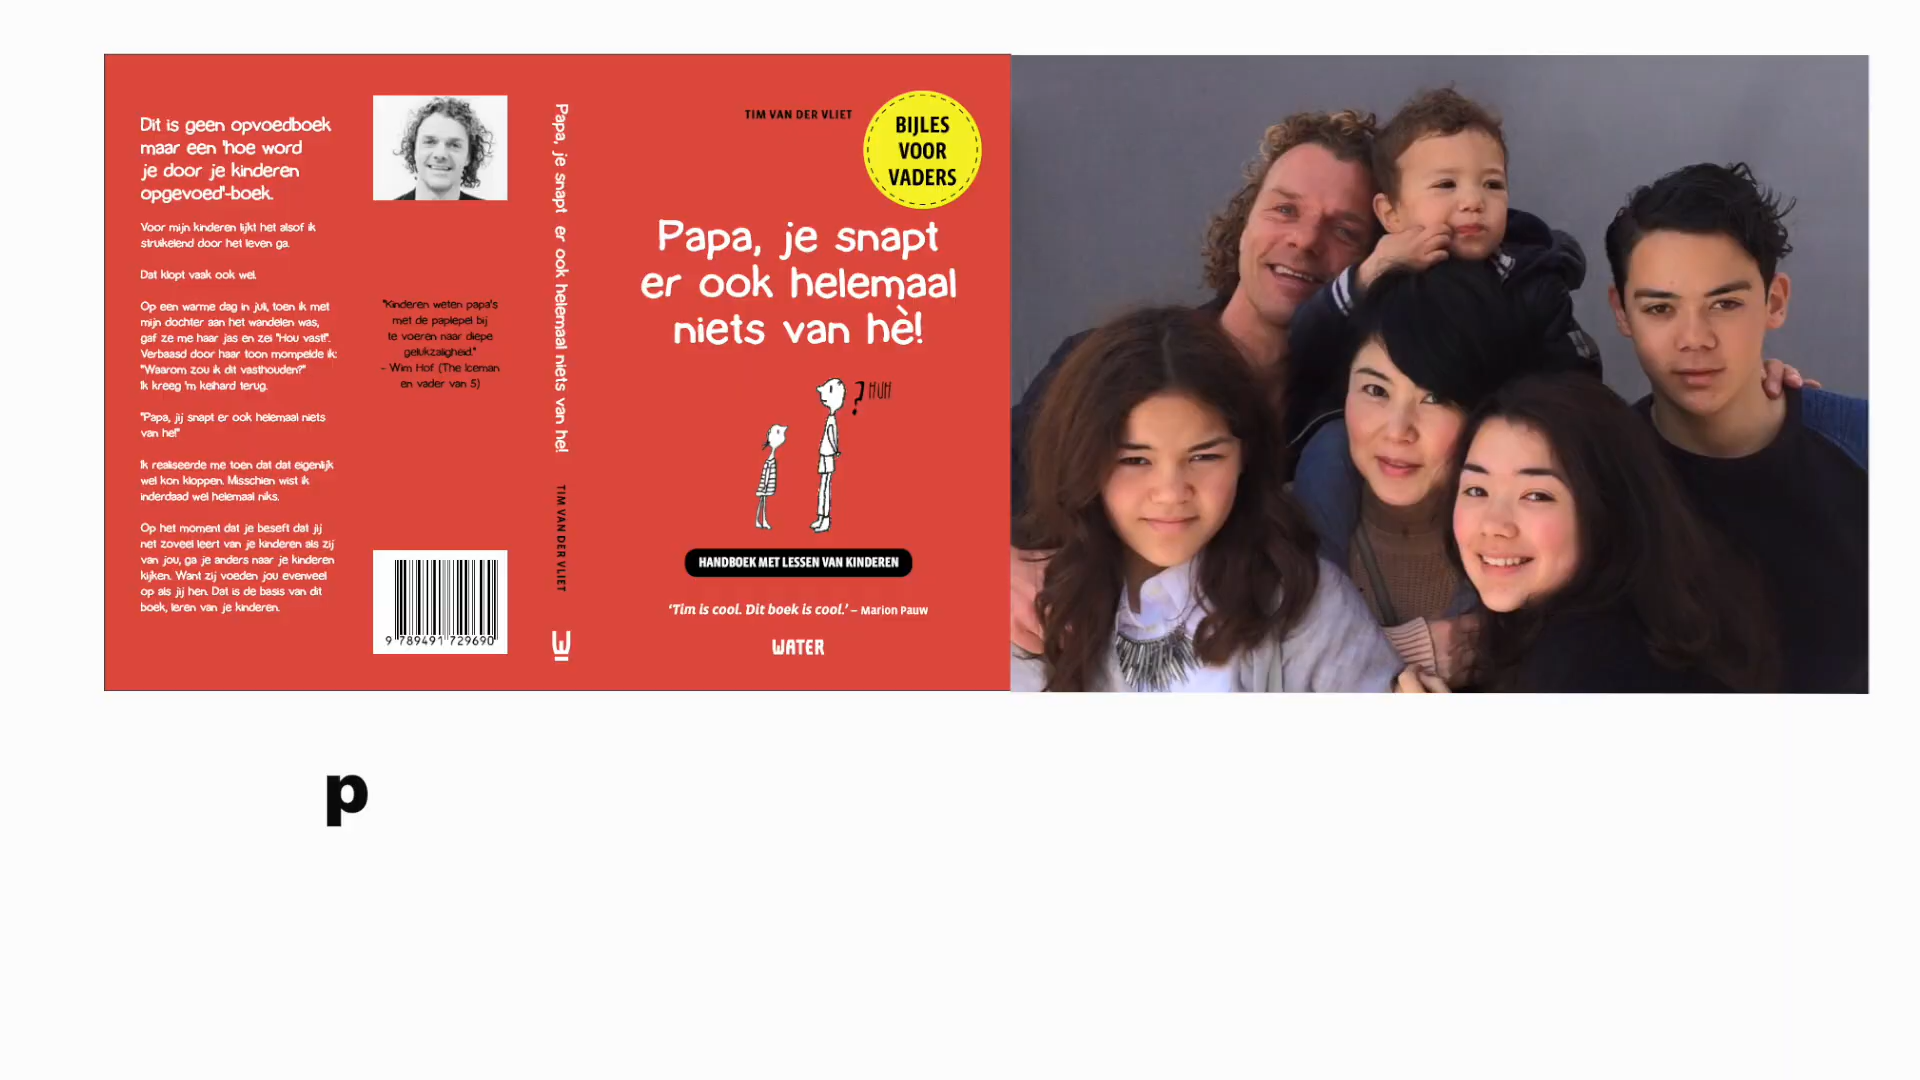 Dit is geen opvoedboek
maar een 'hoe word
je door je kinderen
opgevoed'-boek.
Voor mijn kinderen lijkt het alsof ik
struikelend door het leven ga.
Dat klopt vaak ook wel.
Op een warme dag in juli, toen ik met
mijn dochter aan het wandelen was,
gaf ze me haar jas en zei "Hou vast!".
Verbaasd door haar toon mompelde ik:
"Waarom zou ik dit vasthouden?"
Ik kreeg 'm keihard terug.
"Papa, jij snapt er ook helemaal niets
van he!"
Ik realiseerde me toen dat dat eigenlijk
wel kon kloppen. Misschien wist ik
inderdaad wel helemaal niks.
Op het moment dat je beseft dat jij
net zoveel leert van je kinderen als zij
van jou, ga je anders naar je kinderen
kijken. Want zij voeden jou evenveel
op als jij hen. Dat is de basis van dit
boek, leren van je kinderen.
"Kinderen weten papa's
met de paplepel bij
te voeren naar diepe
gelukzaligheid."
- Wim Hof (The Iceman
en vader van 5)
9 789491 729690
Papa, je snapt er ook helemaal niets van he!
TIM VAN DER VLIET
W
TIM VAN DER VLIET
BIJLES
VOOR
VADERS
Papa, je snapt
er ook helemaal
niets van hè!
? HUH
HANDBOEK MET LESSEN VAN KINDEREN
'Tim is cool. Dit boek is cool.' – Marion Pauw
WATER
p